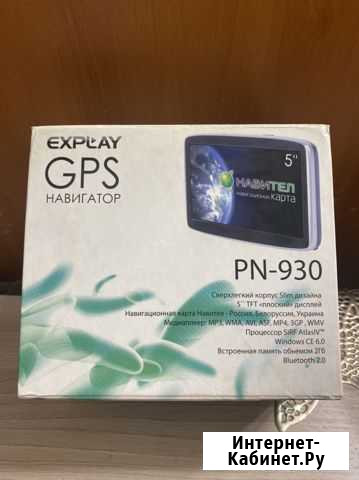 EXPLAY
GPS
НАВИГАТОР
5"
НАВИТЕЛ
навигационная карта
PN-930
Сверхлегкий корпус Slim дизайна
5`` TFT «плоский» дисплей
Навигационная карта Навител - Россия, Белоруссия, Украина
Медиаплеер: MP3, WMA, AVI, ASF, MP4, 3GP , WMV
Процессор SiRF AtlasIV™
Windows CE 6.0
Встроенная память объемом 2Гб
Bluetooth 2.0
Интернет-
Кабинет.Ру